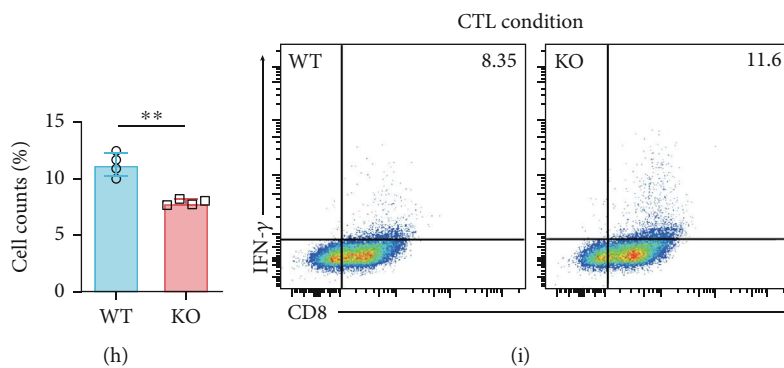 CTL condition
WT
8.35
KO
11.6
**
15
10
5
0
Cell counts (%)
WT
KO
IFN-γ
CD8
(h)
(i)